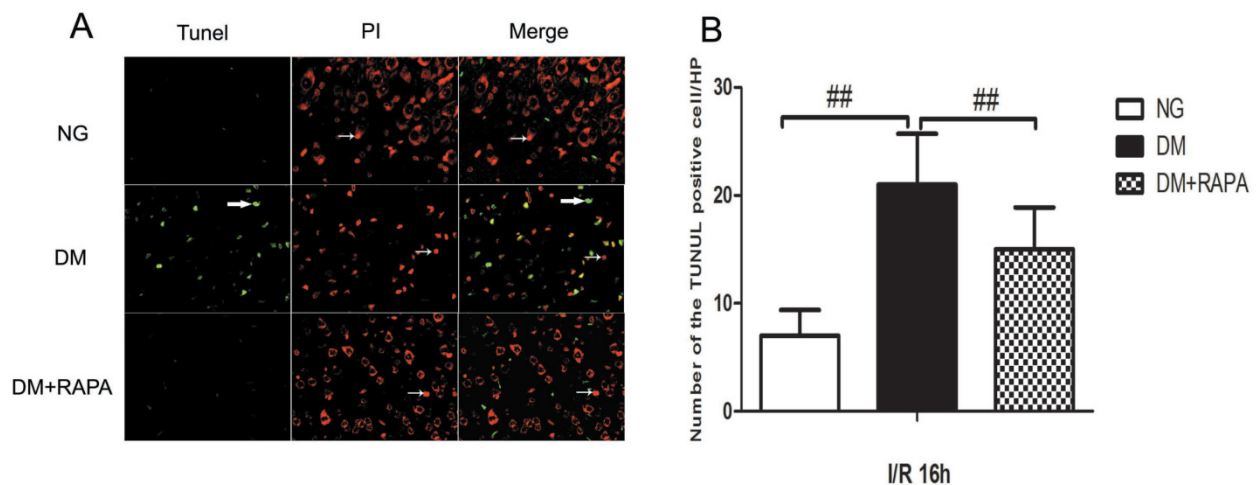 A
Tunel PI Merge
NG
DM
DM+RAPA
B
Number of the TUNUL positive cell/HP
30
20
10
0
## ##
I/R 16h
NG
DM
DM+RAPA